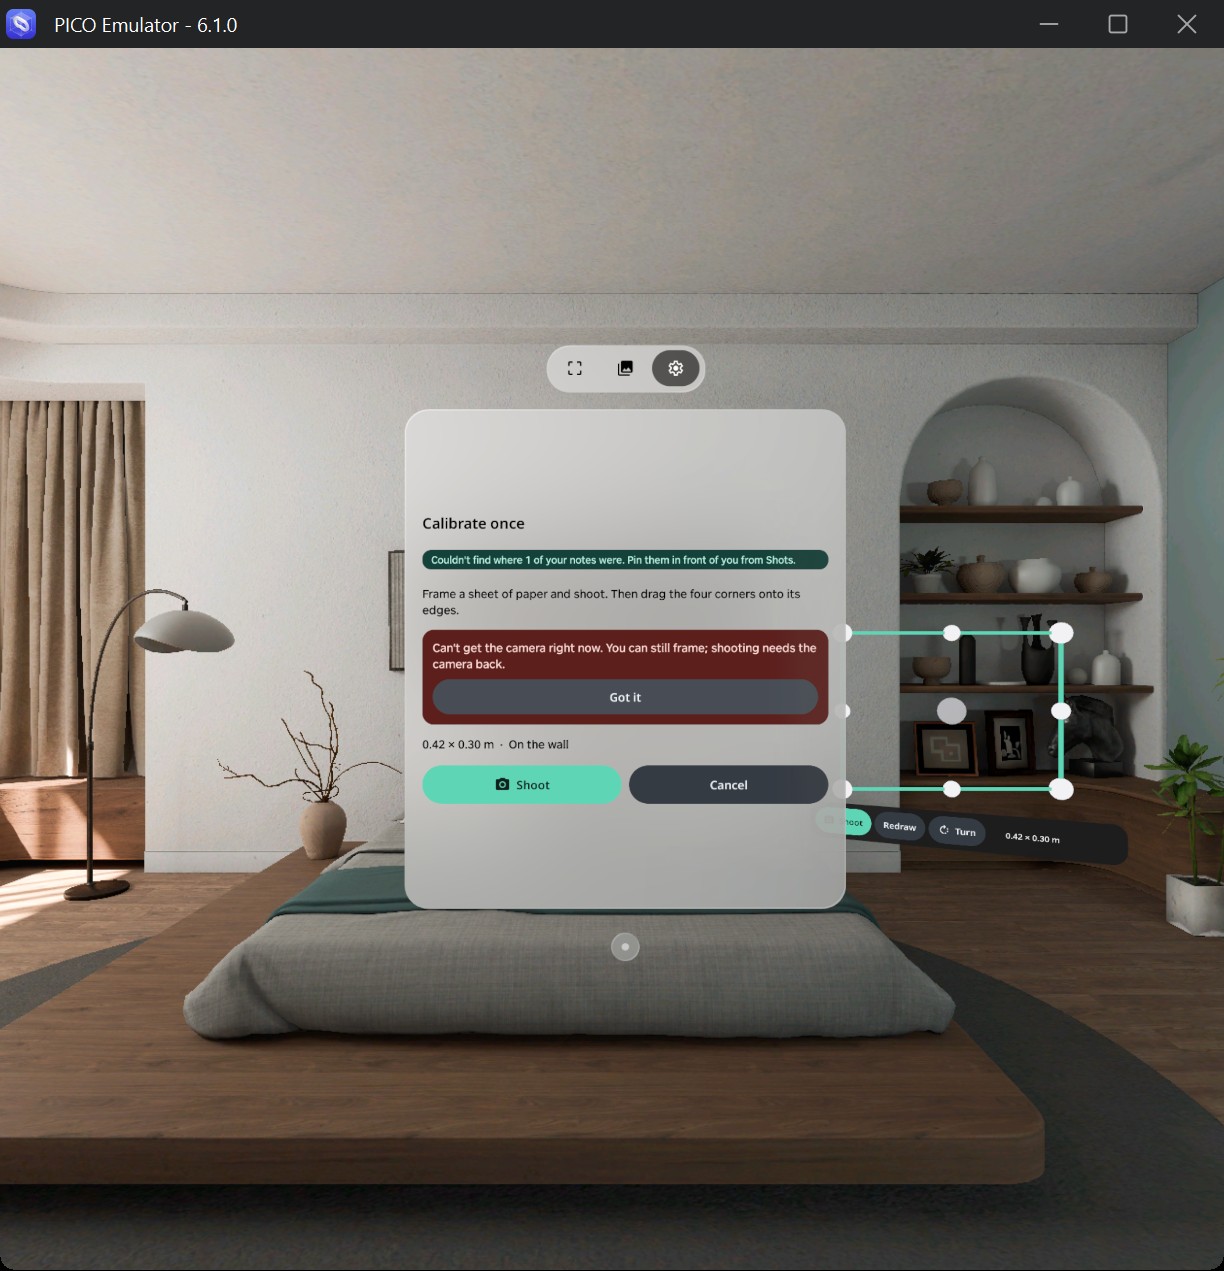 PICO Emulator - 6.1.0
Calibrate once
Couldn't find where 1 of your notes were. Pin them in front of you from Shots.
Frame a sheet of paper and shoot. Then drag the four corners onto its
edges.
Can't get the camera right now. You can still frame; shooting needs the
camera back.
Got it
0.42 × 0.30 m · On the wall
Shoot
Cancel
Redraw
Turn
0.42 × 0.30 m